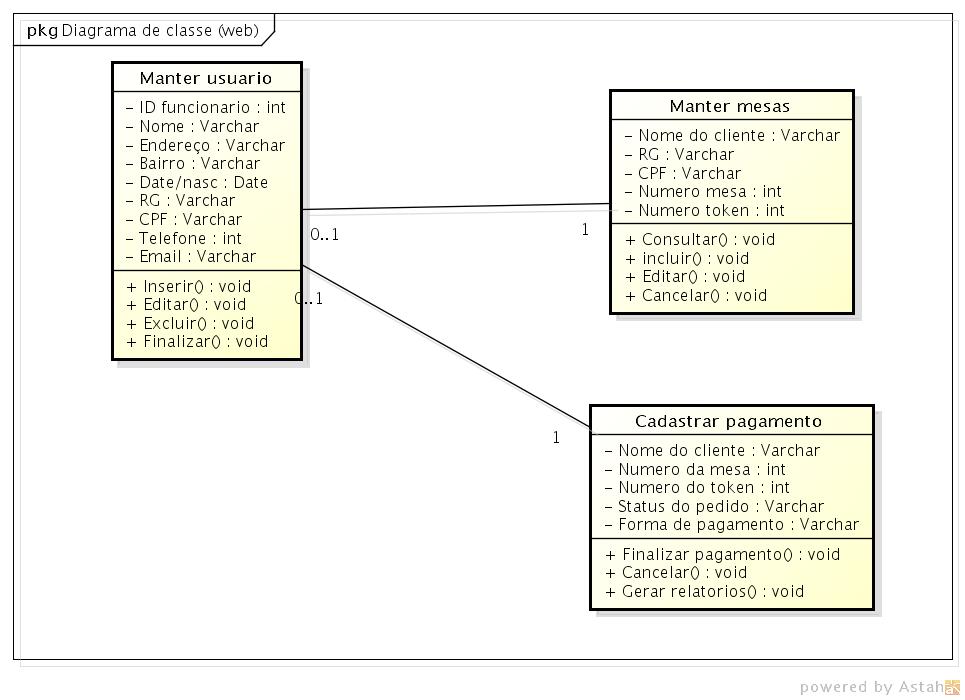 pkg Diagrama de classe (web)
Manter usuario
– ID funcionario : int
– Nome : Varchar
– Endereço : Varchar
– Bairro : Varchar
– Date/nasc : Date
– RG : Varchar
– CPF : Varchar
– Telefone : int
– Email : Varchar
+ Inserir() : void
+ Editar() : void
+ Excluir() : void
+ Finalizar() : void
Manter mesas
– Nome do cliente : Varchar
– RG : Varchar
– CPF : Varchar
– Numero mesa : int
– Numero token : int
+ Consultar() : void
+ incluir() : void
+ Editar() : void
+ Cancelar() : void
0..1
1
0..1
1
Cadastrar pagamento
– Nome do cliente : Varchar
– Numero da mesa : int
– Numero do token : int
– Status do pedido : Varchar
– Forma de pagamento : Varchar
+ Finalizar pagamento() : void
+ Cancelar() : void
+ Gerar relatorios() : void
powered by Astah